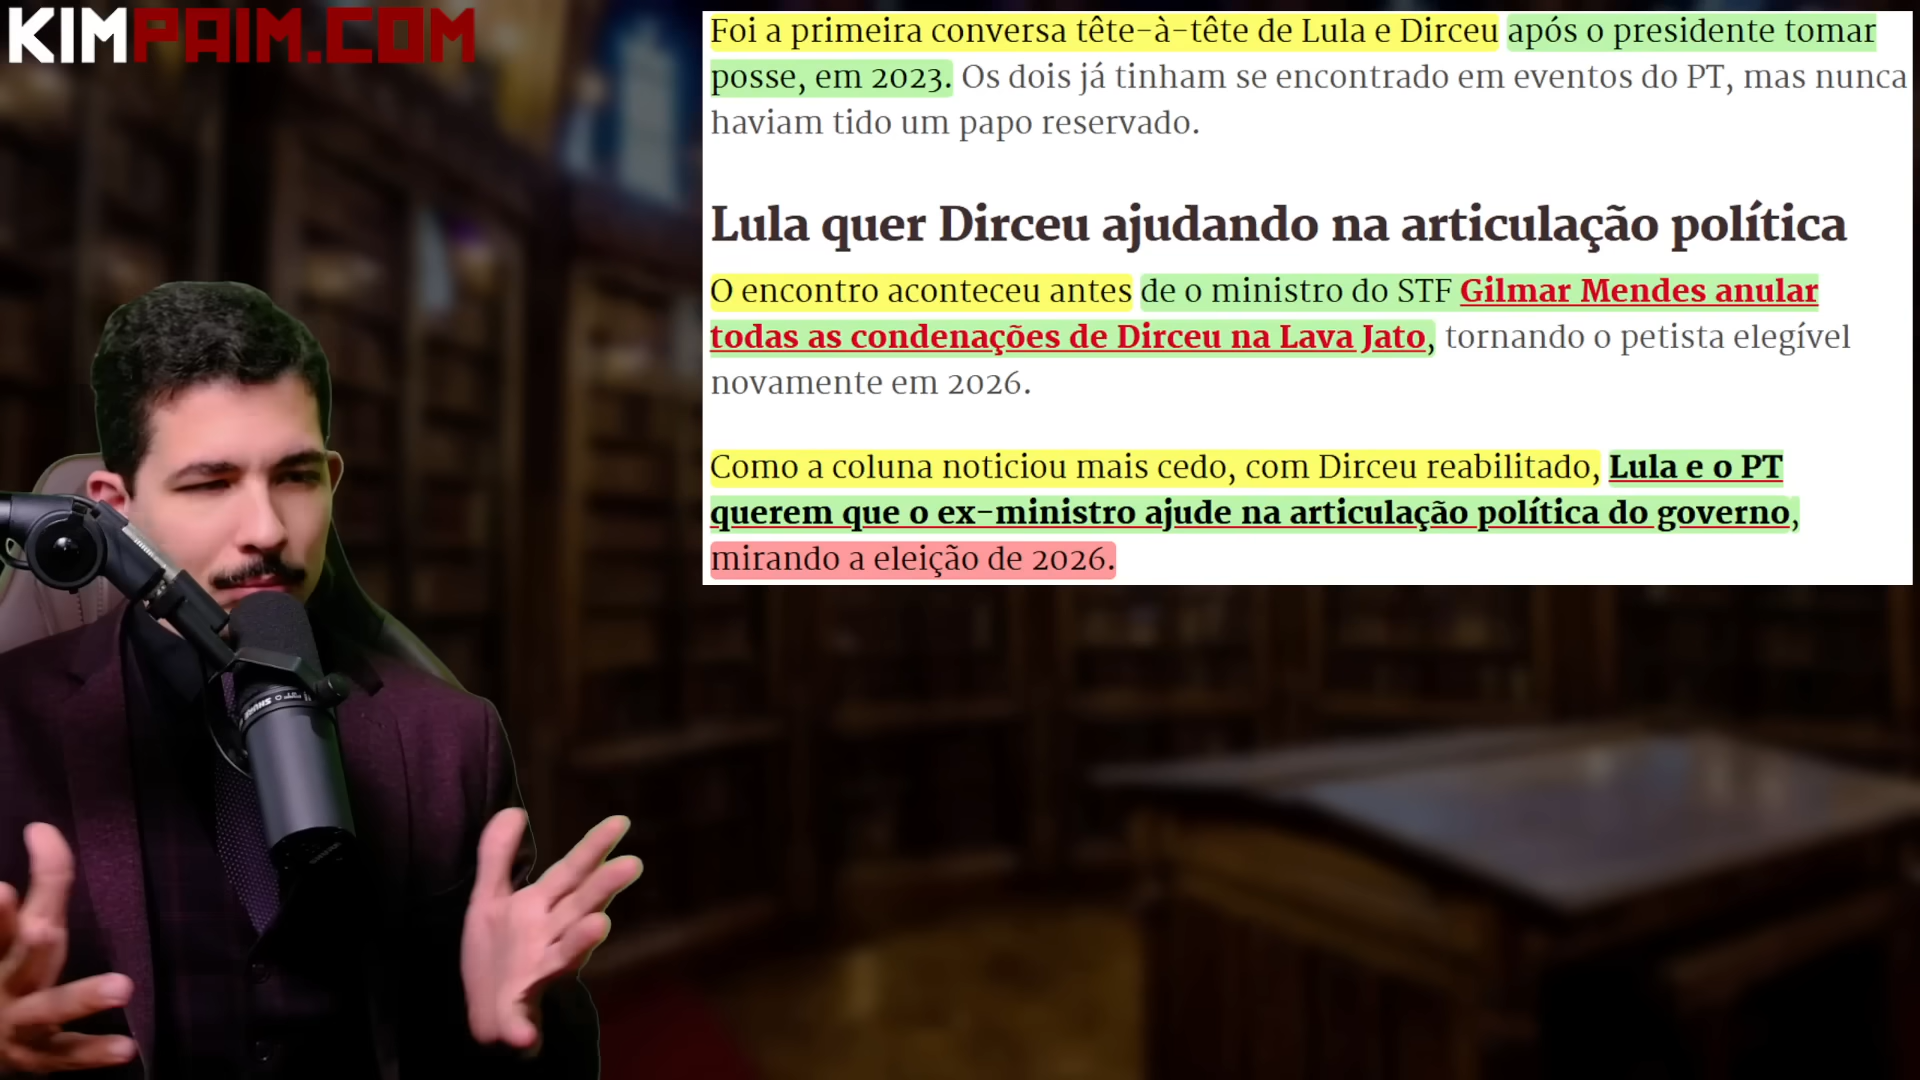 KIMPAIM.COM
Foi a primeira conversa tête-à-tête de Lula e Dirceu após o presidente tomar
posse, em 2023. Os dois já tinham se encontrado em eventos do PT, mas nunca
haviam tido um papo reservado.
Lula quer Dirceu ajudando na articulação política
O encontro aconteceu antes de o ministro do STF Gilmar Mendes anular
todas as condenações de Dirceu na Lava Jato, tornando o petista elegível
novamente em 2026.
Como a coluna noticiou mais cedo, com Dirceu reabilitado, Lula e o PT
querem que o ex-ministro ajude na articulação política do governo,
mirando a eleição de 2026.
SHURE